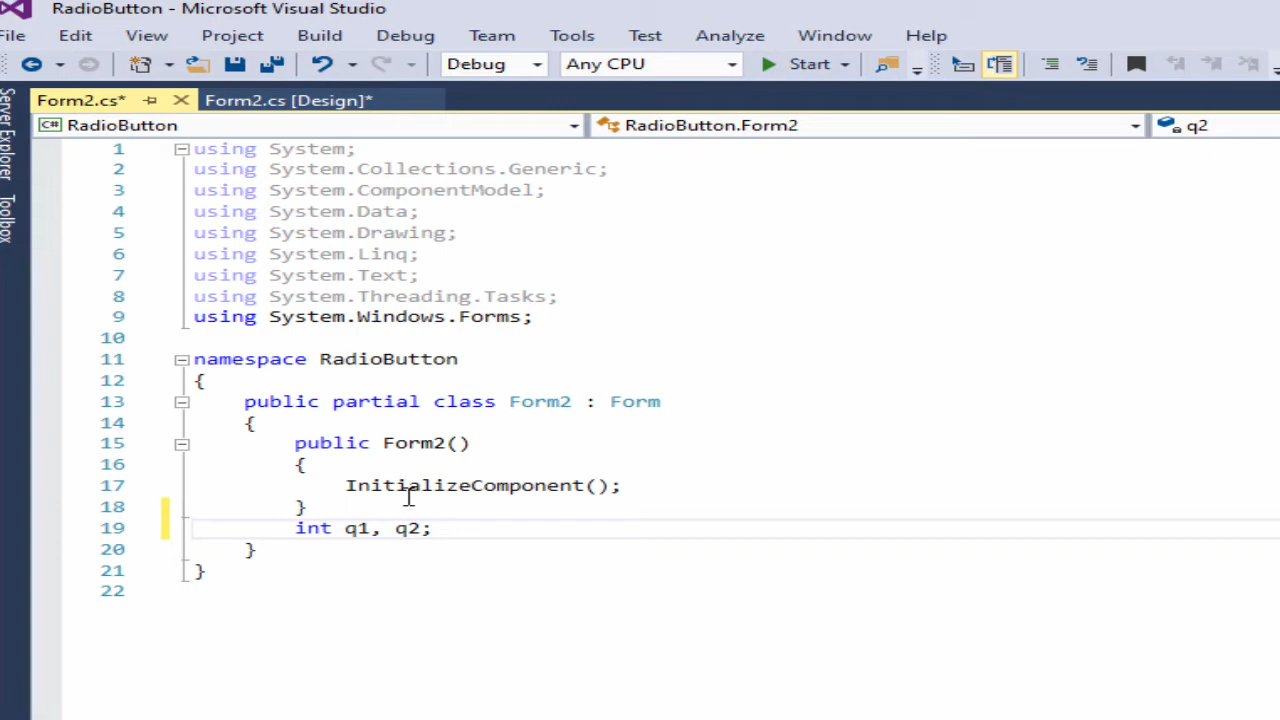 RadioButton - Microsoft Visual Studio
File Edit View Project Build Debug Team Tools Test Analyze Window Help
Debug Any CPU Start
Form2.cs* Form2.cs [Design]*
C# RadioButton RadioButton.Form2 q2
Server Explorer
Toolbox
1 using System;
2 using System.Collections.Generic;
3 using System.ComponentModel;
4 using System.Data;
5 using System.Drawing;
6 using System.Linq;
7 using System.Text;
8 using System.Threading.Tasks;
9 using System.Windows.Forms;
10
11 namespace RadioButton
12 {
13 public partial class Form2 : Form
14 {
15 public Form2()
16 {
17 InitializeComponent();
18 }
19 int q1, q2;
20 }
21 }
22